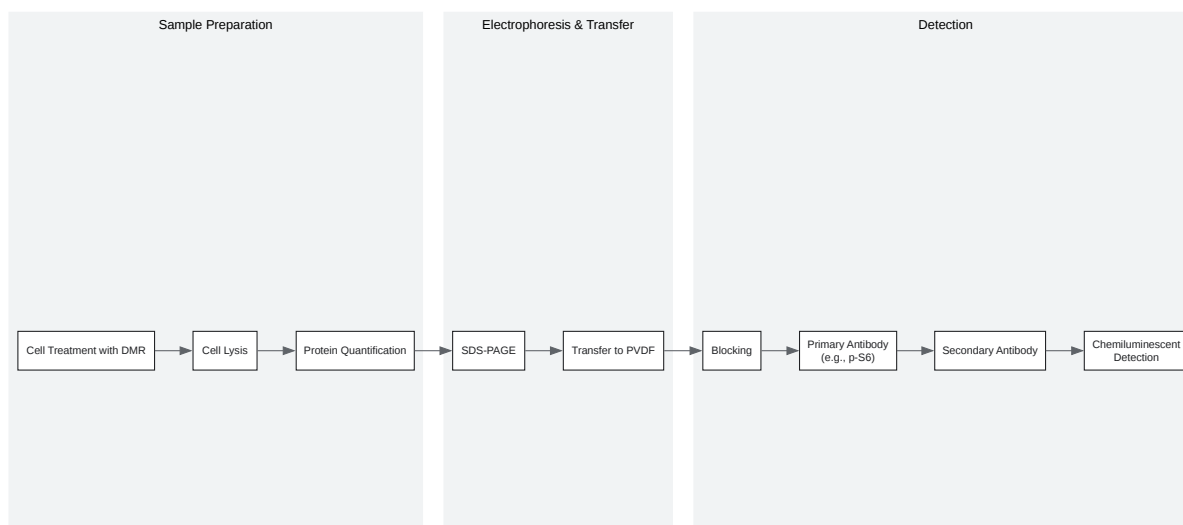 Sample Preparation
Electrophoresis & Transfer
Detection
Cell Treatment with DMR
Cell Lysis
Protein Quantification
SDS-PAGE
Transfer to PVDF
Blocking
Primary Antibody
(e.g., p-S6)
Secondary Antibody
Chemiluminescent
Detection